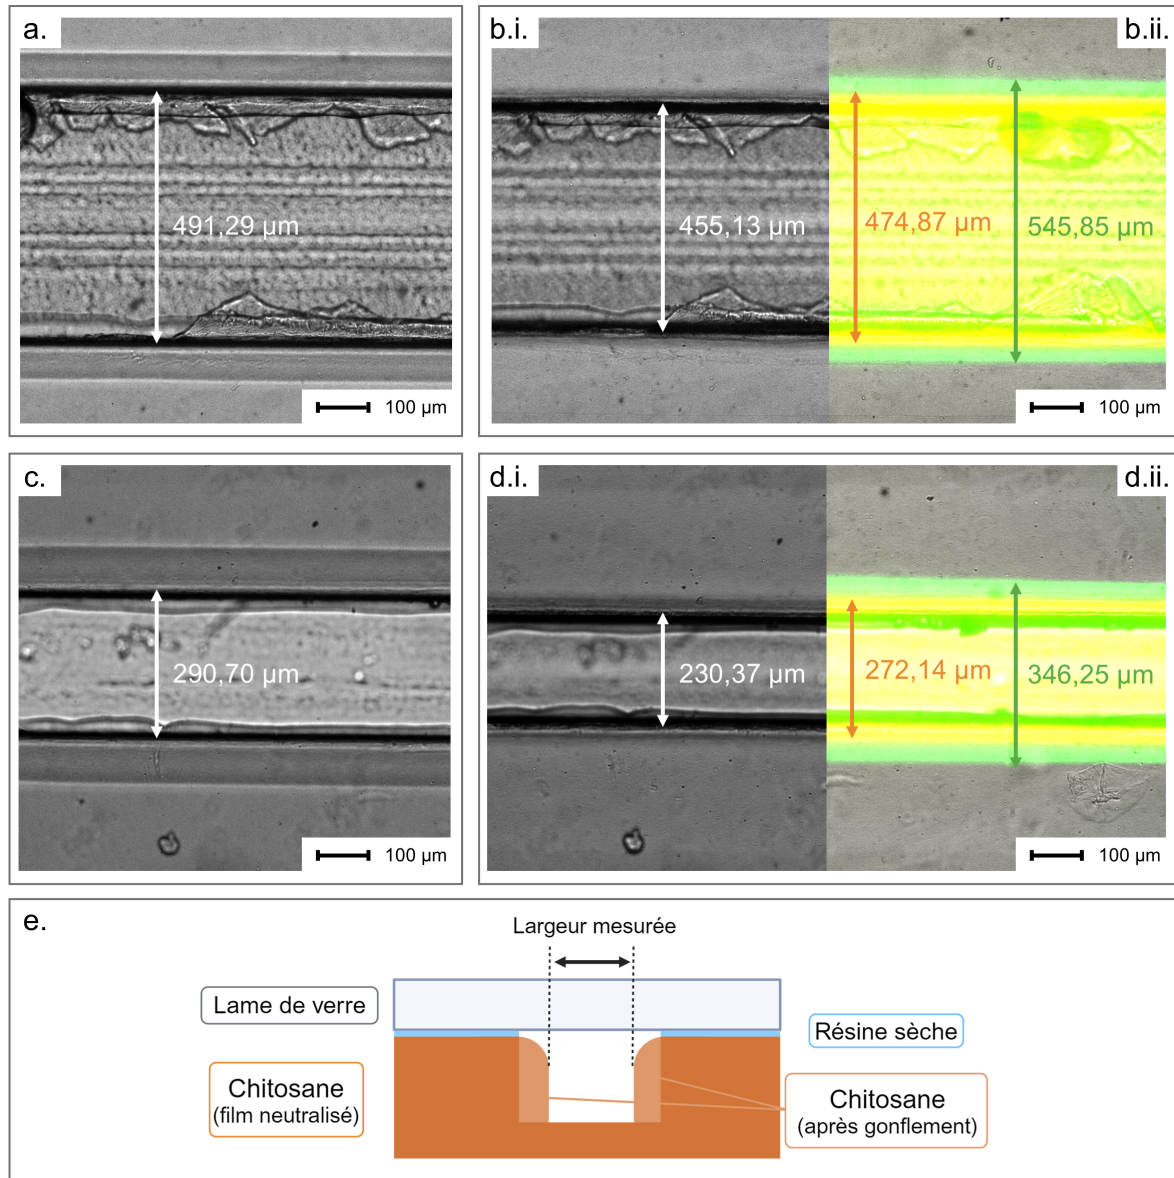 a.
491,29 µm
100 µm
b.i.
b.ii.
455,13 µm
474,87 µm
545,85 µm
100 µm
c.
290,70 µm
100 µm
d.i.
d.ii.
230,37 µm
272,14 µm
346,25 µm
100 µm
e.
Largeur mesurée
Lame de verre
Résine sèche
Chitosane
(film neutralisé)
Chitosane
(après gonflement)